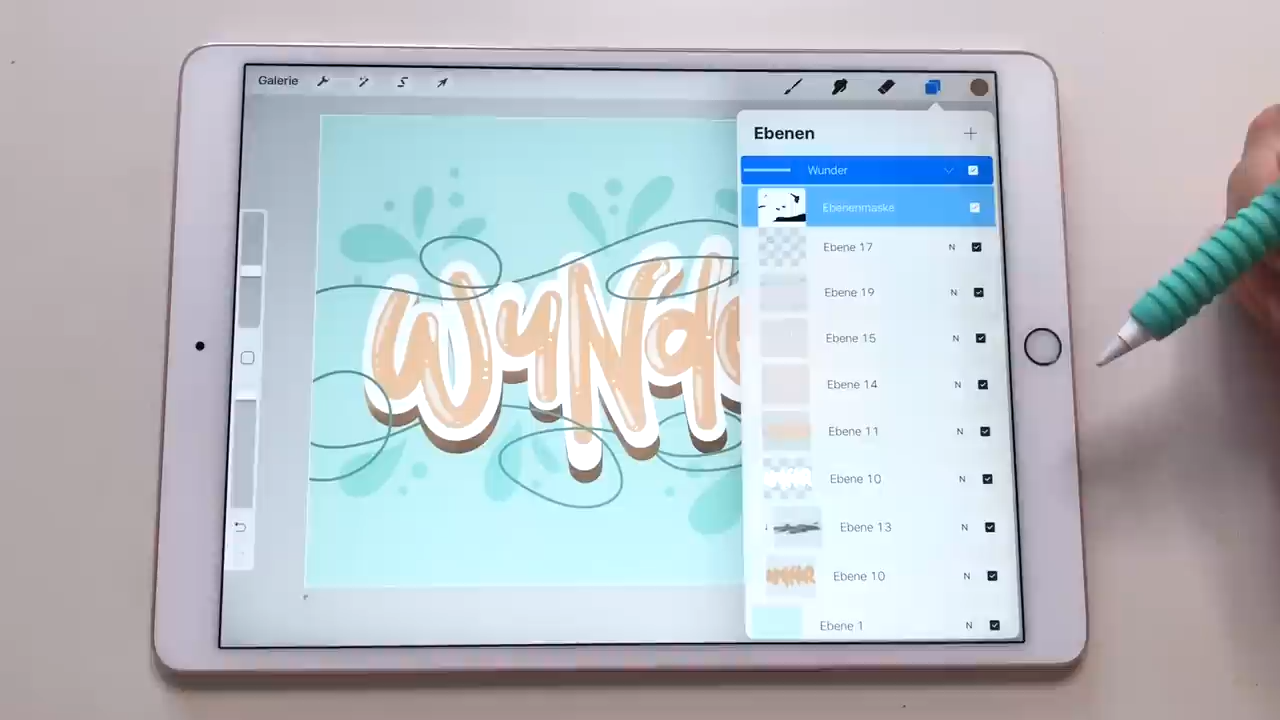 Galerie
Ebenen
Wunder
Ebenenmaske
Ebene 17 N
Ebene 19 N
Ebene 15 N
Ebene 14 N
Ebene 11 N
Ebene 10 N
Ebene 13 N
Ebene 10 N
Ebene 1 N
WuNde